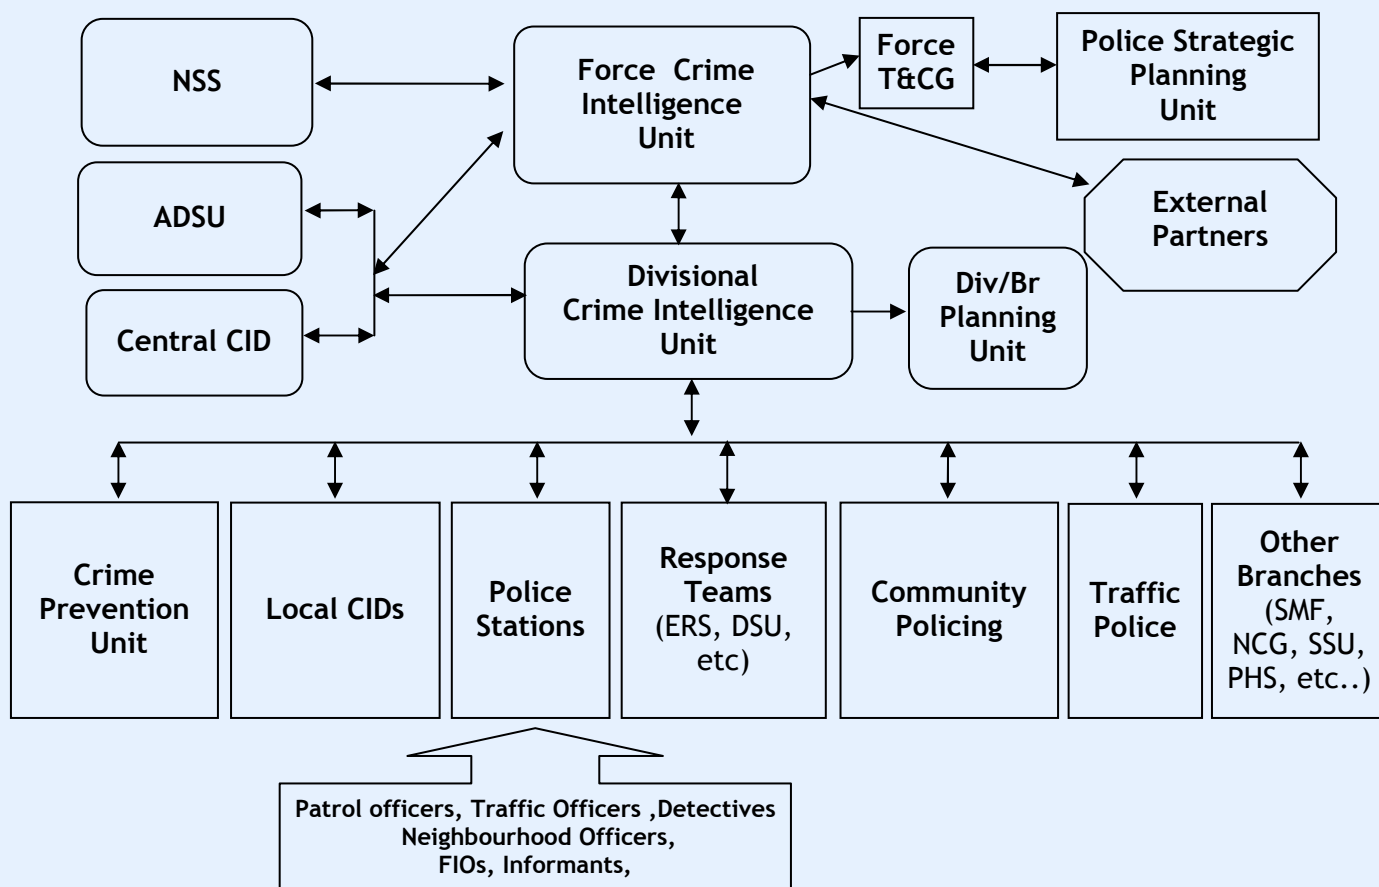 NSS
Force Crime
Intelligence
Unit
Force
T&CG
Police Strategic
Planning
Unit
ADSU
External
Partners
Central CID
Divisional
Crime Intelligence
Unit
Div/Br
Planning
Unit
Crime
Prevention
Unit
Local CIDs
Police
Stations
Response
Teams
(ERS, DSU,
etc)
Community
Policing
Traffic
Police
Other
Branches
(SMF,
NCG, SSU,
PHS, etc..)
Patrol officers, Traffic Officers ,Detectives
Neighbourhood Officers,
FIOs, Informants,